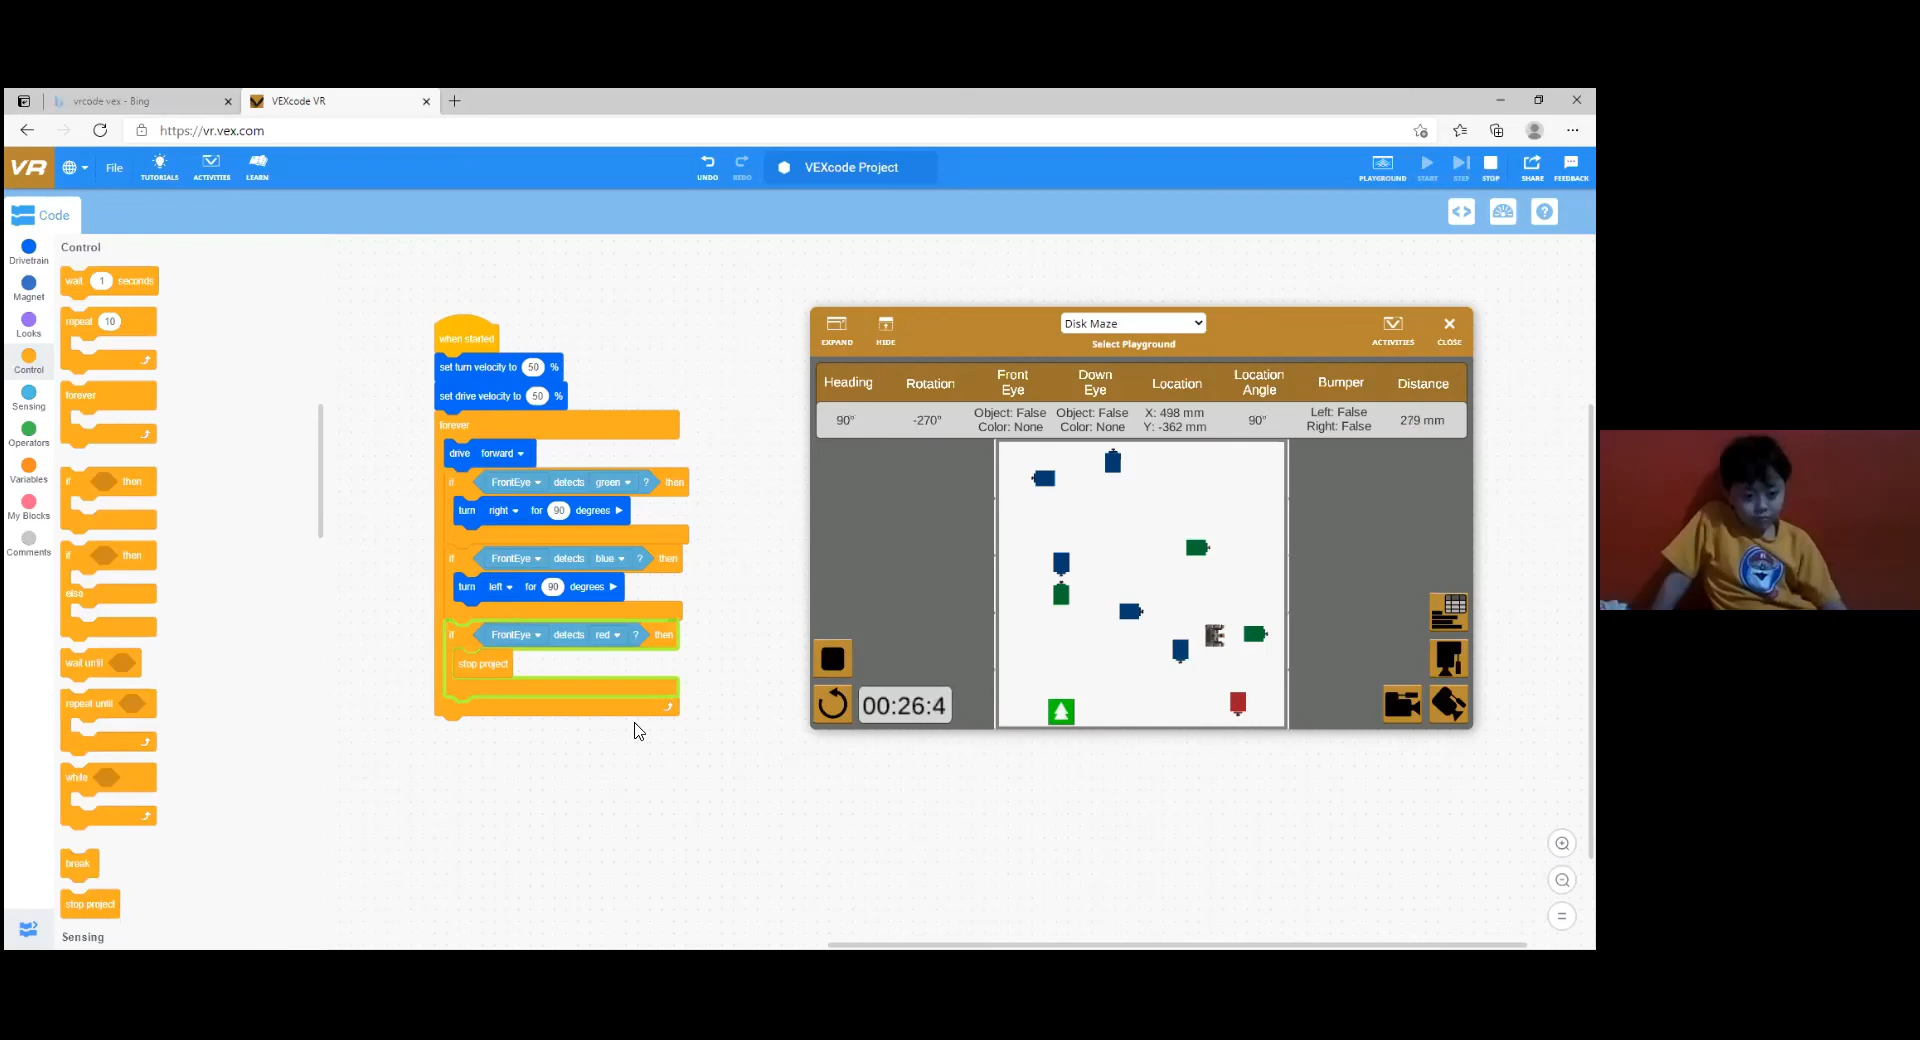 vrcode vex - Bing
VEXcode VR
https://vr.vex.com
VR
File
TUTORIALS
ACTIVITIES
LEARN
UNDO
REDO
VEXcode Project
PLAYGROUND
START
STEP
STOP
SHARE
FEEDBACK
Code
Drivetrain
Magnet
Looks
Control
Sensing
Operators
Variables
My Blocks
Comments
Control
wait 1 seconds
repeat 10
forever
if then
if then
else
wait until
repeat until
while
break
stop project
Sensing
when started
set turn velocity to 50 %
set drive velocity to 50 %
forever
drive forward
if FrontEye detects green ? then
turn right for 90 degrees
if FrontEye detects blue ? then
turn left for 90 degrees
if FrontEye detects red ? then
stop project
EXPAND
HIDE
Disk Maze
Select Playground
ACTIVITIES
CLOSE
Heading Rotation Front Eye Down Eye Location Location Angle Bumper Distance
90° -270° Object: False Object: False X: 498 mm 90° Left: False 279 mm
Color: None Color: None Y: -362 mm Right: False
00:26:4